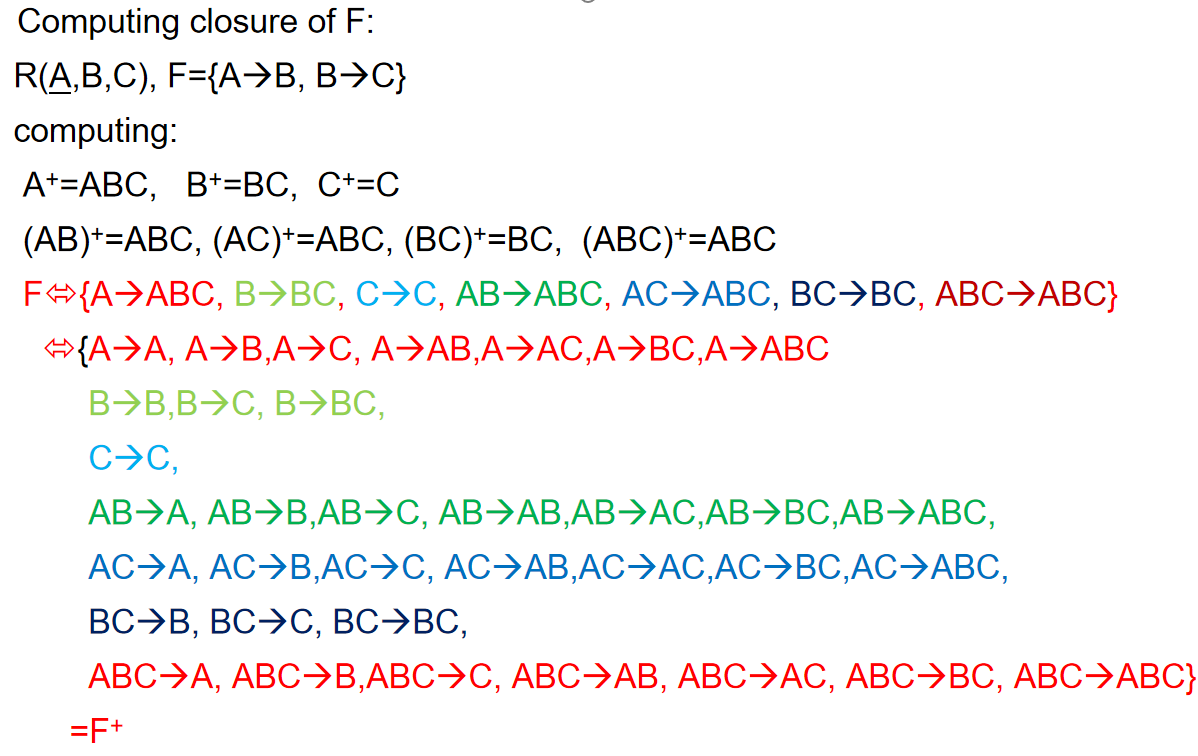 Computing closure of F:
R(A,B,C), F={A→B, B→C}
computing:
A⁺=ABC, B⁺=BC, C⁺=C
(AB)⁺=ABC, (AC)⁺=ABC, (BC)⁺=BC, (ABC)⁺=ABC
F⇔{A→ABC, B→BC, C→C, AB→ABC, AC→ABC, BC→BC, ABC→ABC}
⇔{A→A, A→B,A→C, A→AB,A→AC,A→BC,A→ABC
B→B,B→C, B→BC,
C→C,
AB→A, AB→B,AB→C, AB→AB,AB→AC,AB→BC,AB→ABC,
AC→A, AC→B,AC→C, AC→AB,AC→AC,AC→BC,AC→ABC,
BC→B, BC→C, BC→BC,
ABC→A, ABC→B,ABC→C, ABC→AB, ABC→AC, ABC→BC, ABC→ABC}
=F⁺